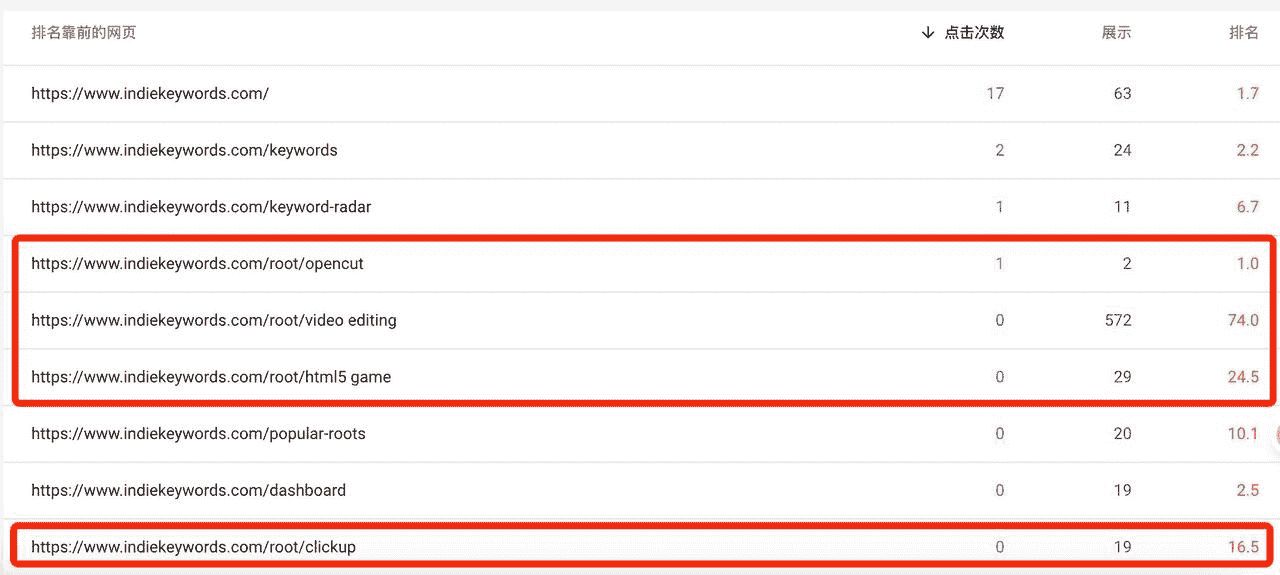 排名靠前的网页 ↓ 点击次数 展示 排名
https://www.indiekeywords.com/ 17 63 1.7
https://www.indiekeywords.com/keywords 2 24 2.2
https://www.indiekeywords.com/keyword-radar 1 11 6.7
https://www.indiekeywords.com/root/opencut 1 2 1.0
https://www.indiekeywords.com/root/video editing 0 572 74.0
https://www.indiekeywords.com/root/html5 game 0 29 24.5
https://www.indiekeywords.com/popular-roots 0 20 10.1
https://www.indiekeywords.com/dashboard 0 19 2.5
https://www.indiekeywords.com/root/clickup 0 19 16.5